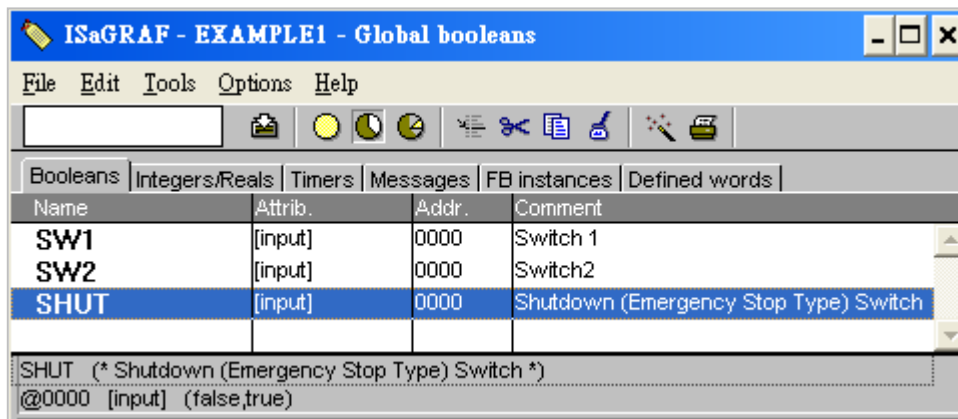 ISaGRAF - EXAMPLE1 - Global booleans
File Edit Tools Options Help
Booleans Integers/Reals Timers Messages FB instances Defined words
Name Attrib. Addr. Comment
SW1 [input] 0000 Switch 1
SW2 [input] 0000 Switch2
SHUT [input] 0000 Shutdown (Emergency Stop Type) Switch
SHUT (* Shutdown (Emergency Stop Type) Switch *)
@0000 [input] (false,true)